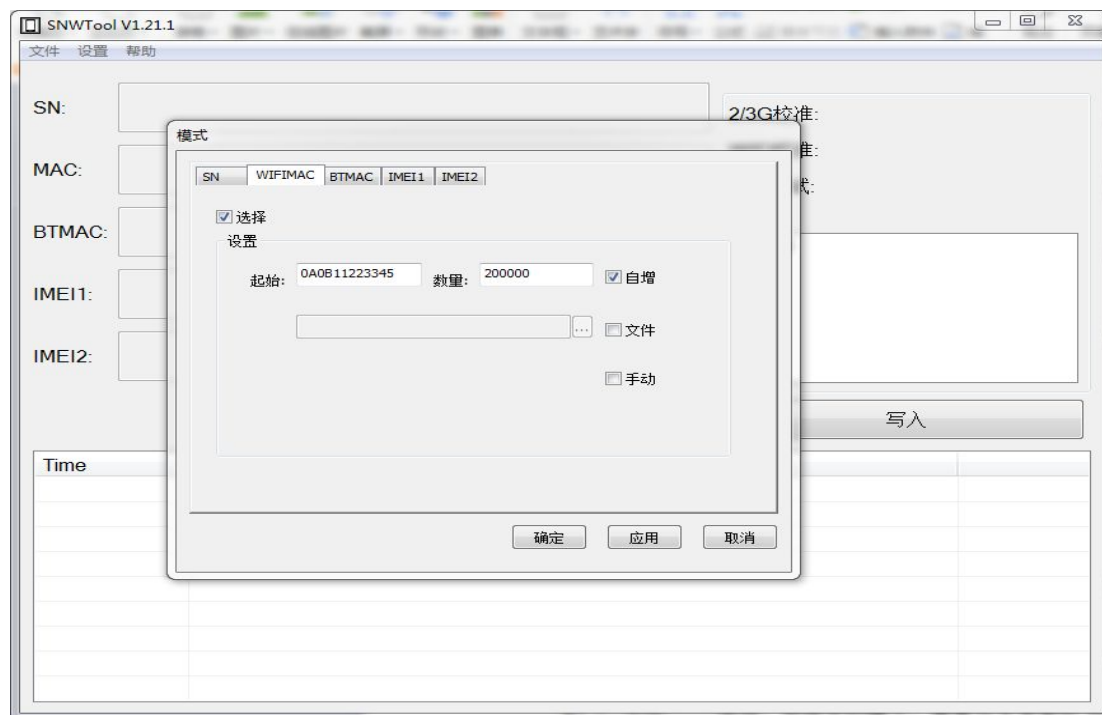 SNWTool V1.21.1
文件 设置 帮助
SN:
2/3G校准:
模式
准:
MAC:
SN WIFIMAC BTMAC IMEI1 IMEI2
式:
选择
BTMAC:
设置
起始: 0A0B11223345 数量: 200000 自增
IMEI1:
... 文件
IMEI2:
手动
写入
Time
确定 应用 取消